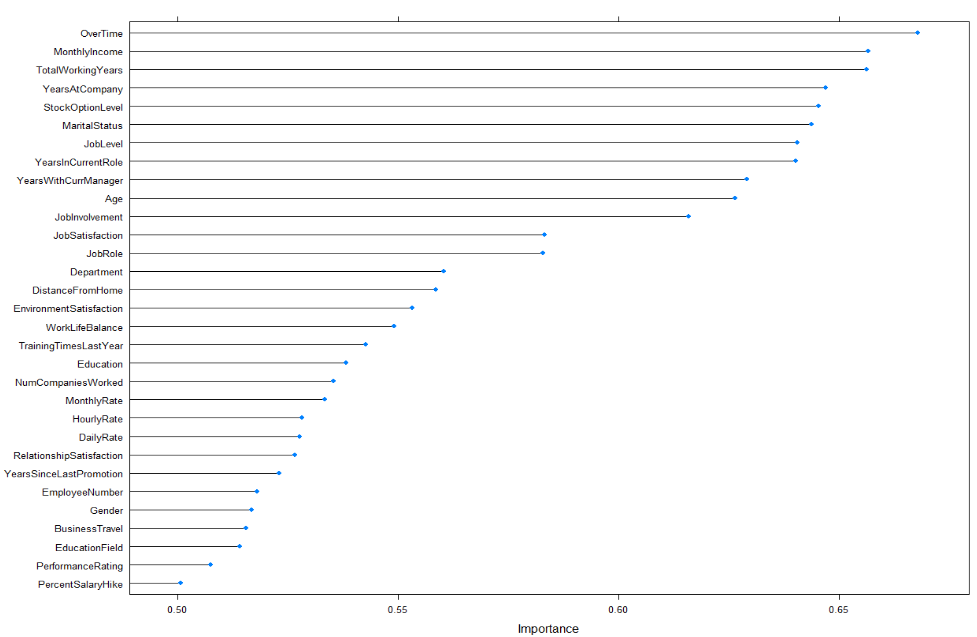 OverTime
MonthlyIncome
TotalWorkingYears
YearsAtCompany
StockOptionLevel
MaritalStatus
JobLevel
YearsInCurrentRole
YearsWithCurrManager
Age
JobInvolvement
JobSatisfaction
JobRole
Department
DistanceFromHome
EnvironmentSatisfaction
WorkLifeBalance
TrainingTimesLastYear
Education
NumCompaniesWorked
MonthlyRate
HourlyRate
DailyRate
RelationshipSatisfaction
YearsSinceLastPromotion
EmployeeNumber
Gender
BusinessTravel
EducationField
PerformanceRating
PercentSalaryHike
0.50 0.55 0.60 0.65
Importance